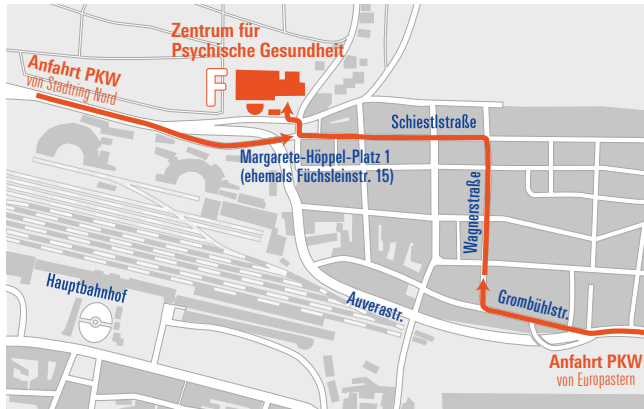 Zentrum für
Psychische Gesundheit
Anfahrt PKW
von Stadtring Nord
F
Schiestlstraße
Margarete-Höppel-Platz 1
(ehemals Füchsleinstr. 15)
Wagnerstraße
Hauptbahnhof
Auverastr.
Grombühlstr.
Anfahrt PKW
von Europastern